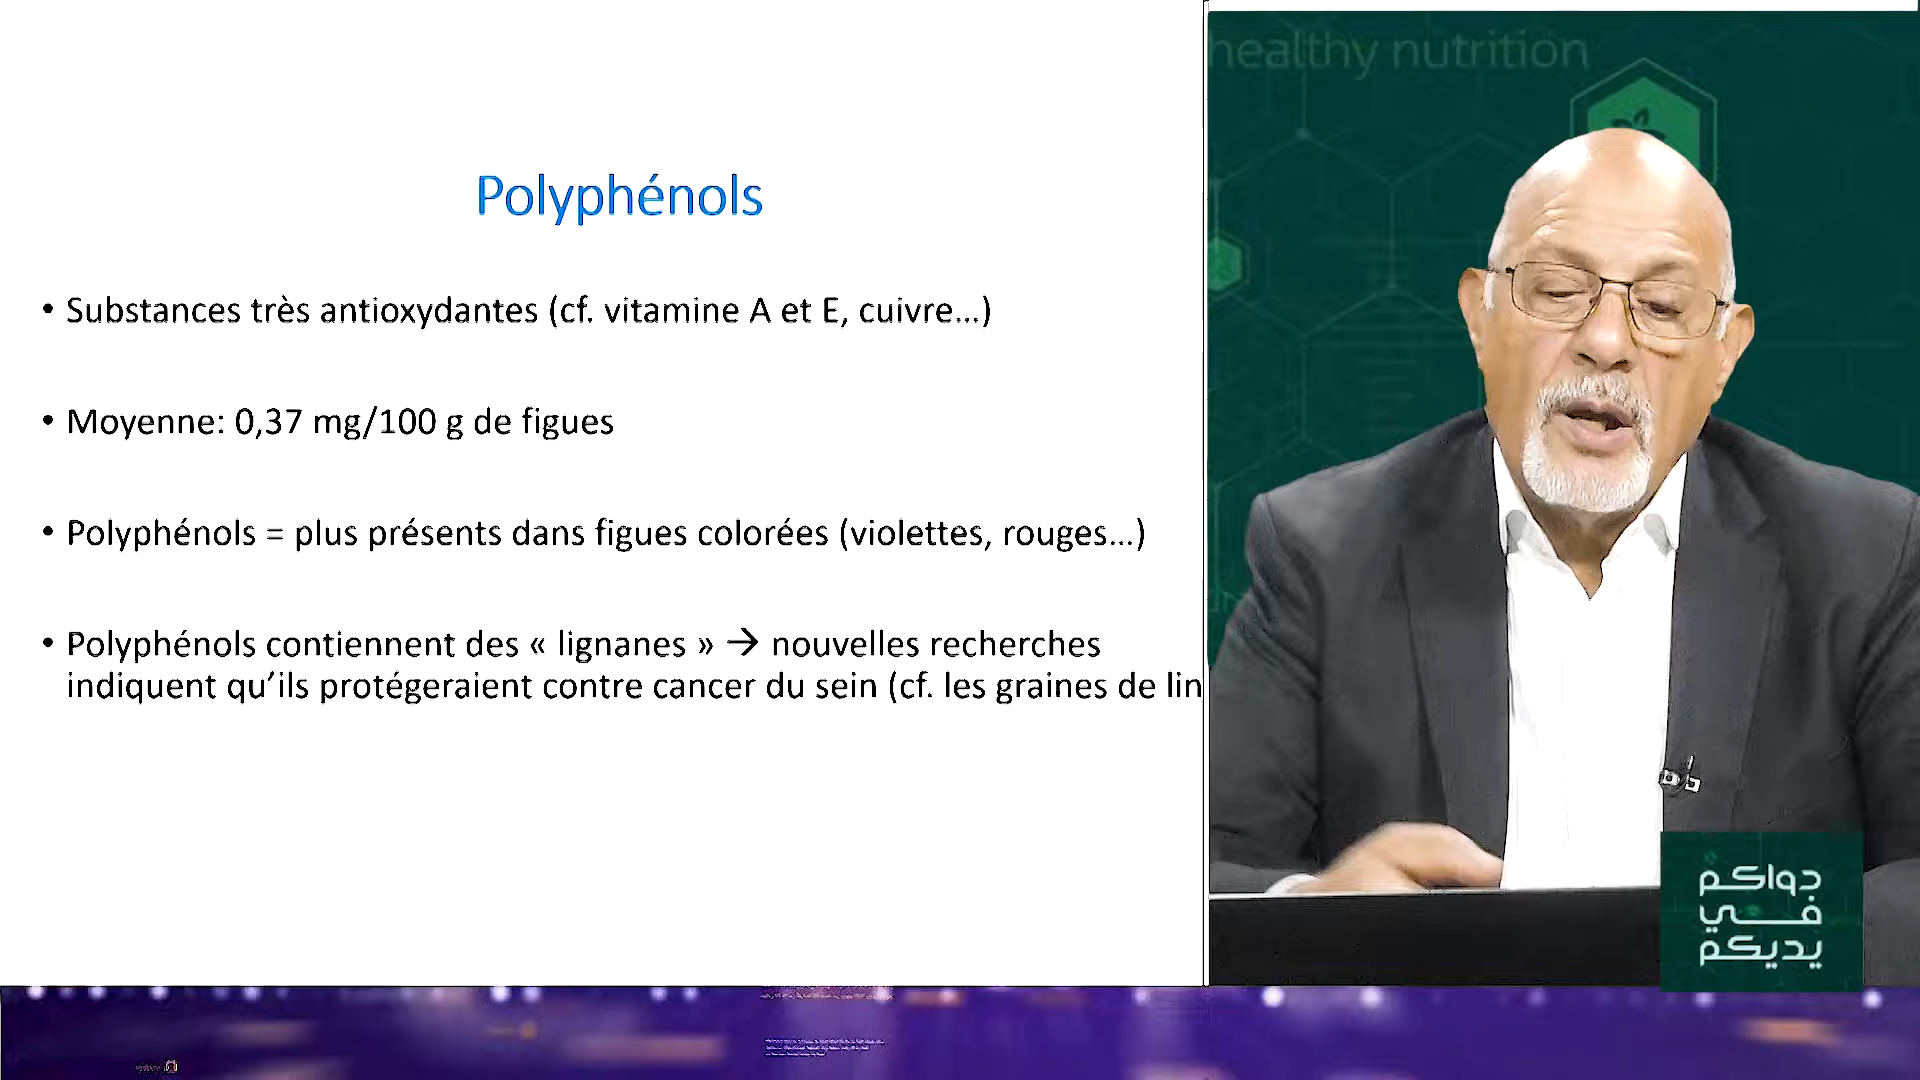 Polyphénols
• Substances très antioxydantes (cf. vitamine A et E, cuivre...)
• Moyenne: 0,37 mg/100 g de figues
• Polyphénols = plus présents dans figues colorées (violettes, rouges...)
• Polyphénols contiennent des « lignanes » → nouvelles recherches
indiquent qu’ils protégeraient contre cancer du sein (cf. les graines de lin
healthy nutrition
دواكم
في
يديكم